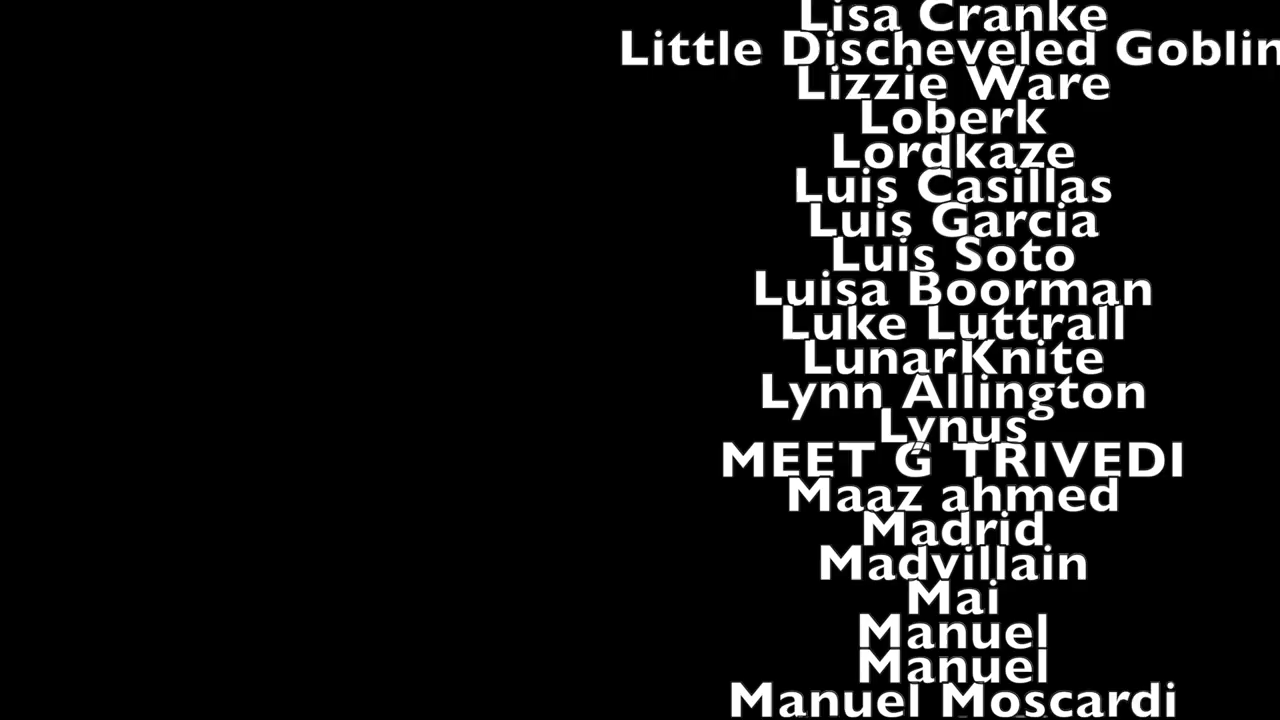 Lisa Cranke
Little Discheveled Goblin
Lizzie Ware
Loberk
Lordkaze
Luis Casillas
Luis Garcia
Luis Soto
Luisa Boorman
Luke Luttrall
LunarKnite
Lynn Allington
Lynus
MEET G TRIVEDI
Maaz ahmed
Madrid
Madvillain
Mai
Manuel
Manuel
Manuel Moscardi